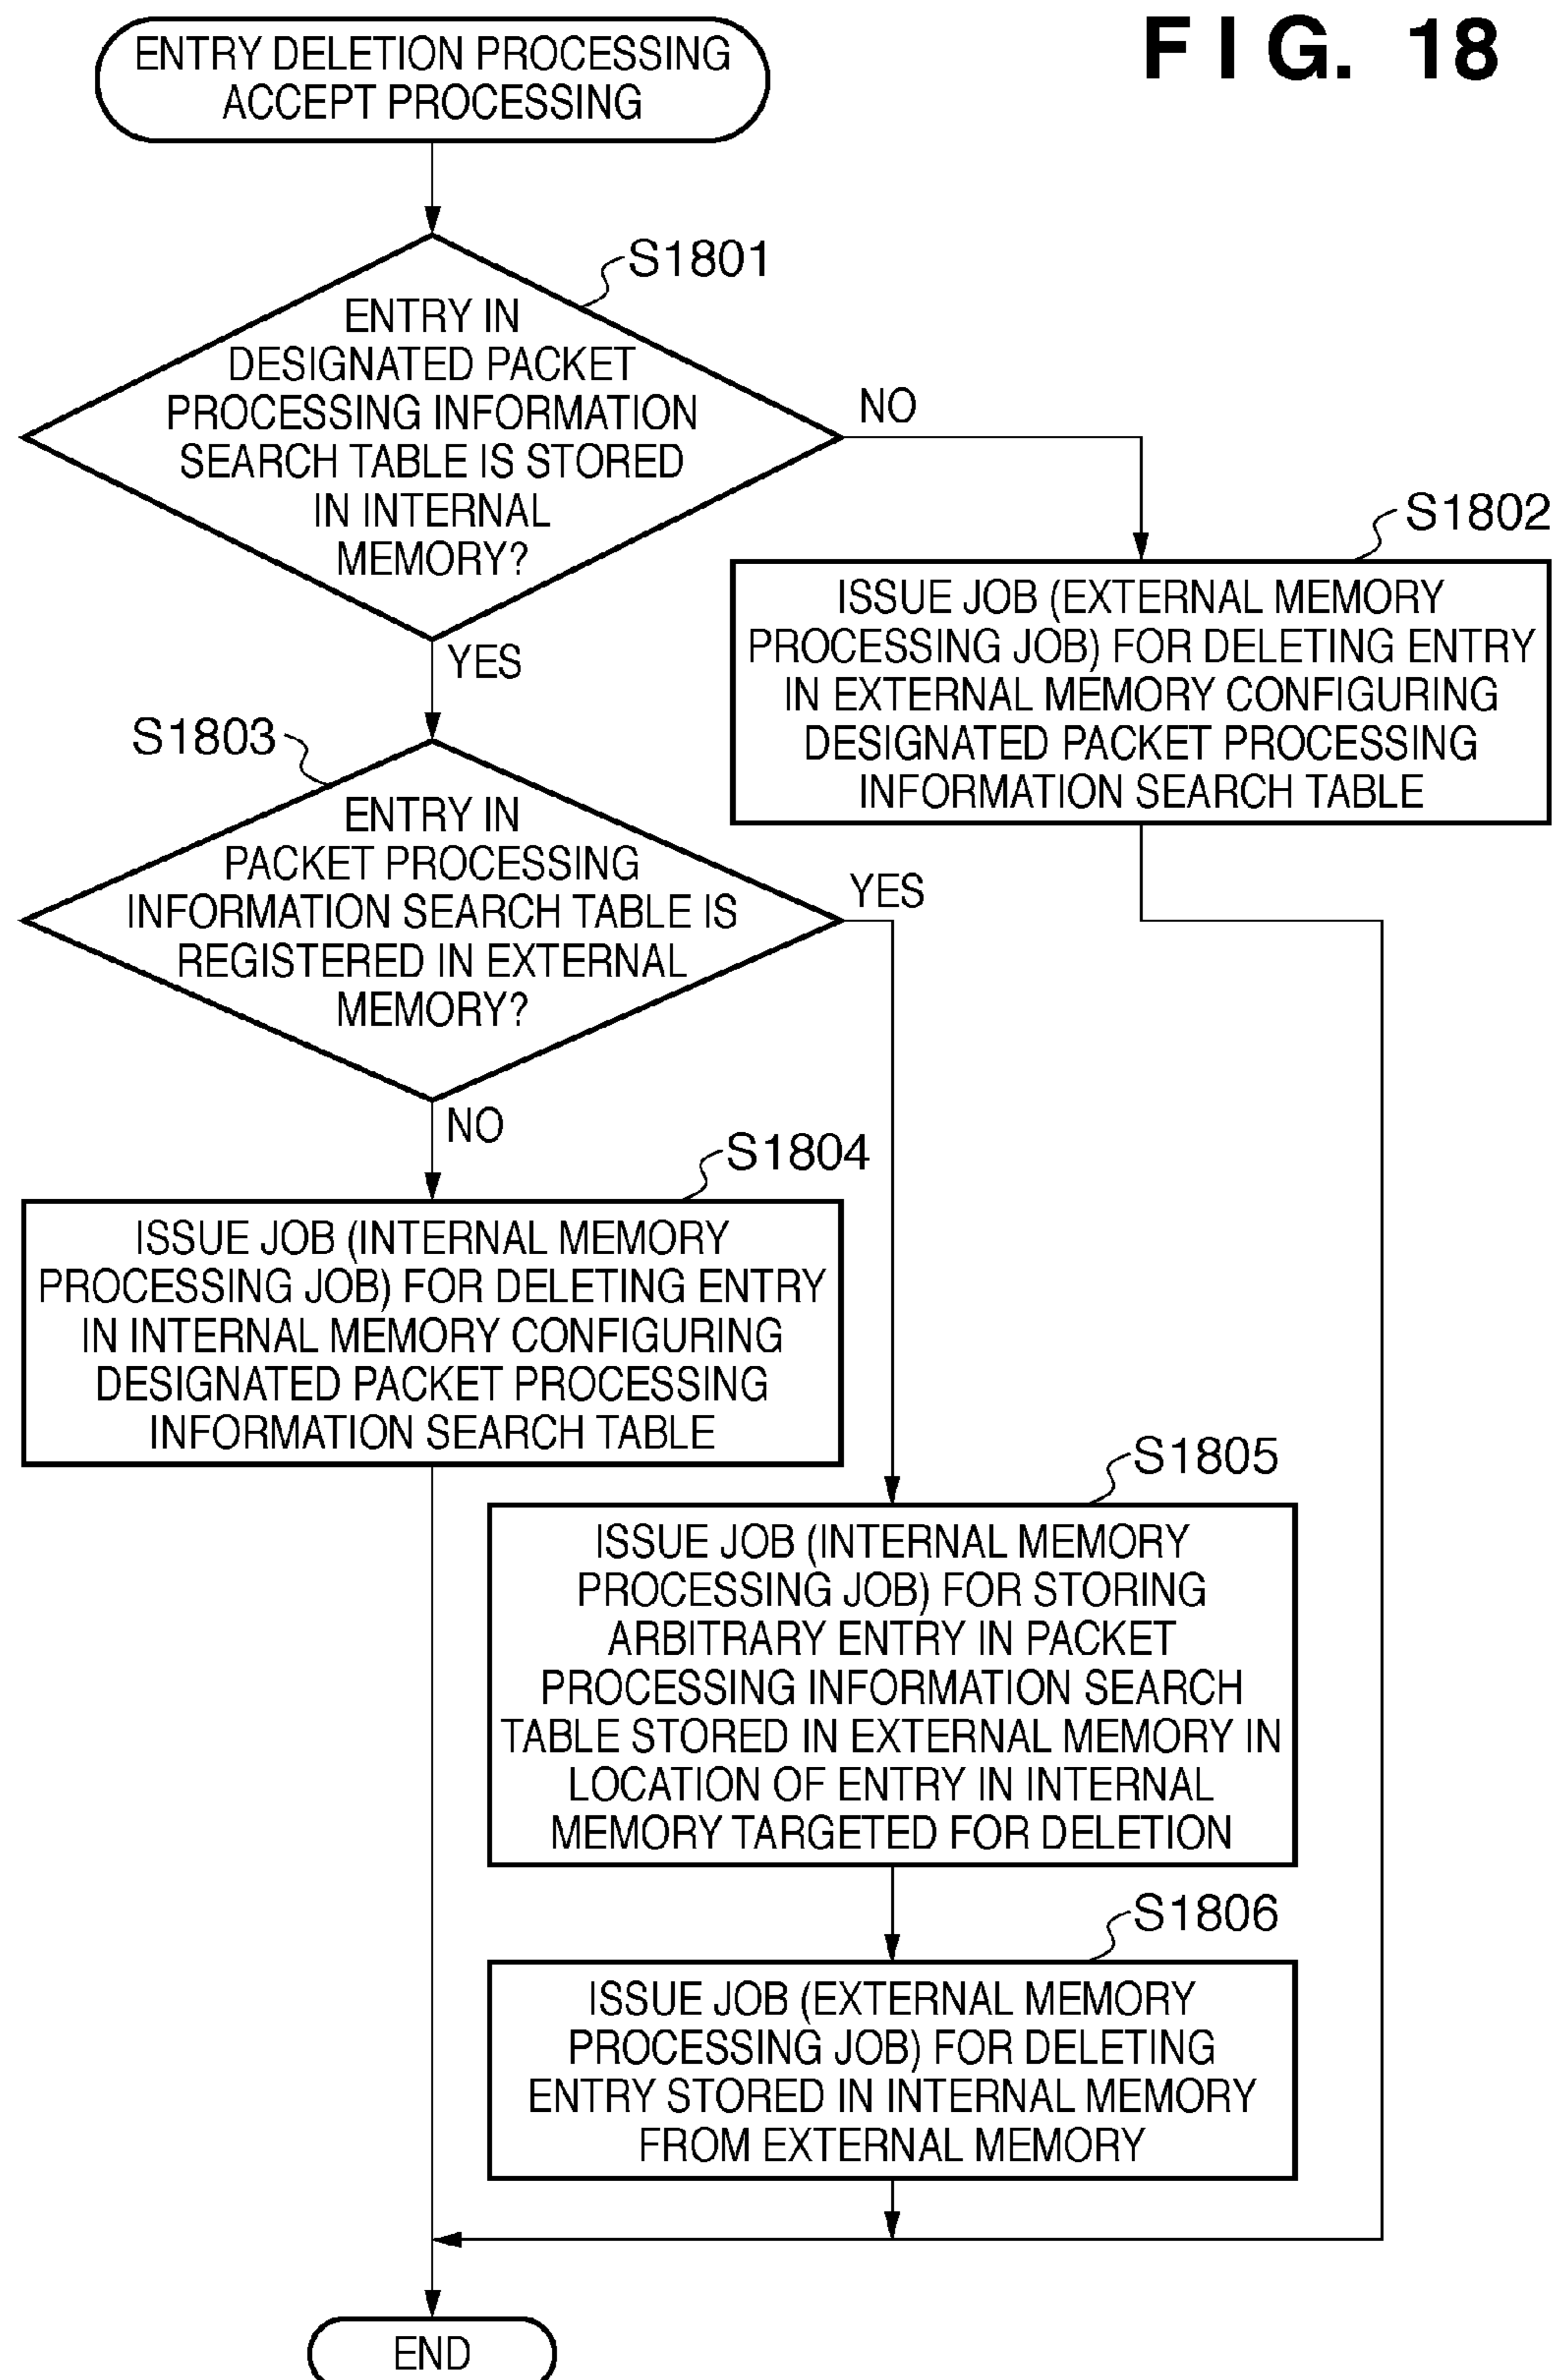 FIG. 18
ENTRY DELETION PROCESSING
ACCEPT PROCESSING
S1801
ENTRY IN
DESIGNATED PACKET
PROCESSING INFORMATION
SEARCH TABLE IS STORED
IN INTERNAL
MEMORY?
NO
YES
S1802
ISSUE JOB (EXTERNAL MEMORY
PROCESSING JOB) FOR DELETING ENTRY
IN EXTERNAL MEMORY CONFIGURING
DESIGNATED PACKET PROCESSING
INFORMATION SEARCH TABLE
S1803
ENTRY IN
PACKET PROCESSING
INFORMATION SEARCH TABLE IS
REGISTERED IN EXTERNAL
MEMORY?
YES
NO
S1804
ISSUE JOB (INTERNAL MEMORY
PROCESSING JOB) FOR DELETING ENTRY
IN INTERNAL MEMORY CONFIGURING
DESIGNATED PACKET PROCESSING
INFORMATION SEARCH TABLE
S1805
ISSUE JOB (INTERNAL MEMORY
PROCESSING JOB) FOR STORING
ARBITRARY ENTRY IN PACKET
PROCESSING INFORMATION SEARCH
TABLE STORED IN EXTERNAL MEMORY IN
LOCATION OF ENTRY IN INTERNAL
MEMORY TARGETED FOR DELETION
S1806
ISSUE JOB (EXTERNAL MEMORY
PROCESSING JOB) FOR DELETING
ENTRY STORED IN INTERNAL MEMORY
FROM EXTERNAL MEMORY
END